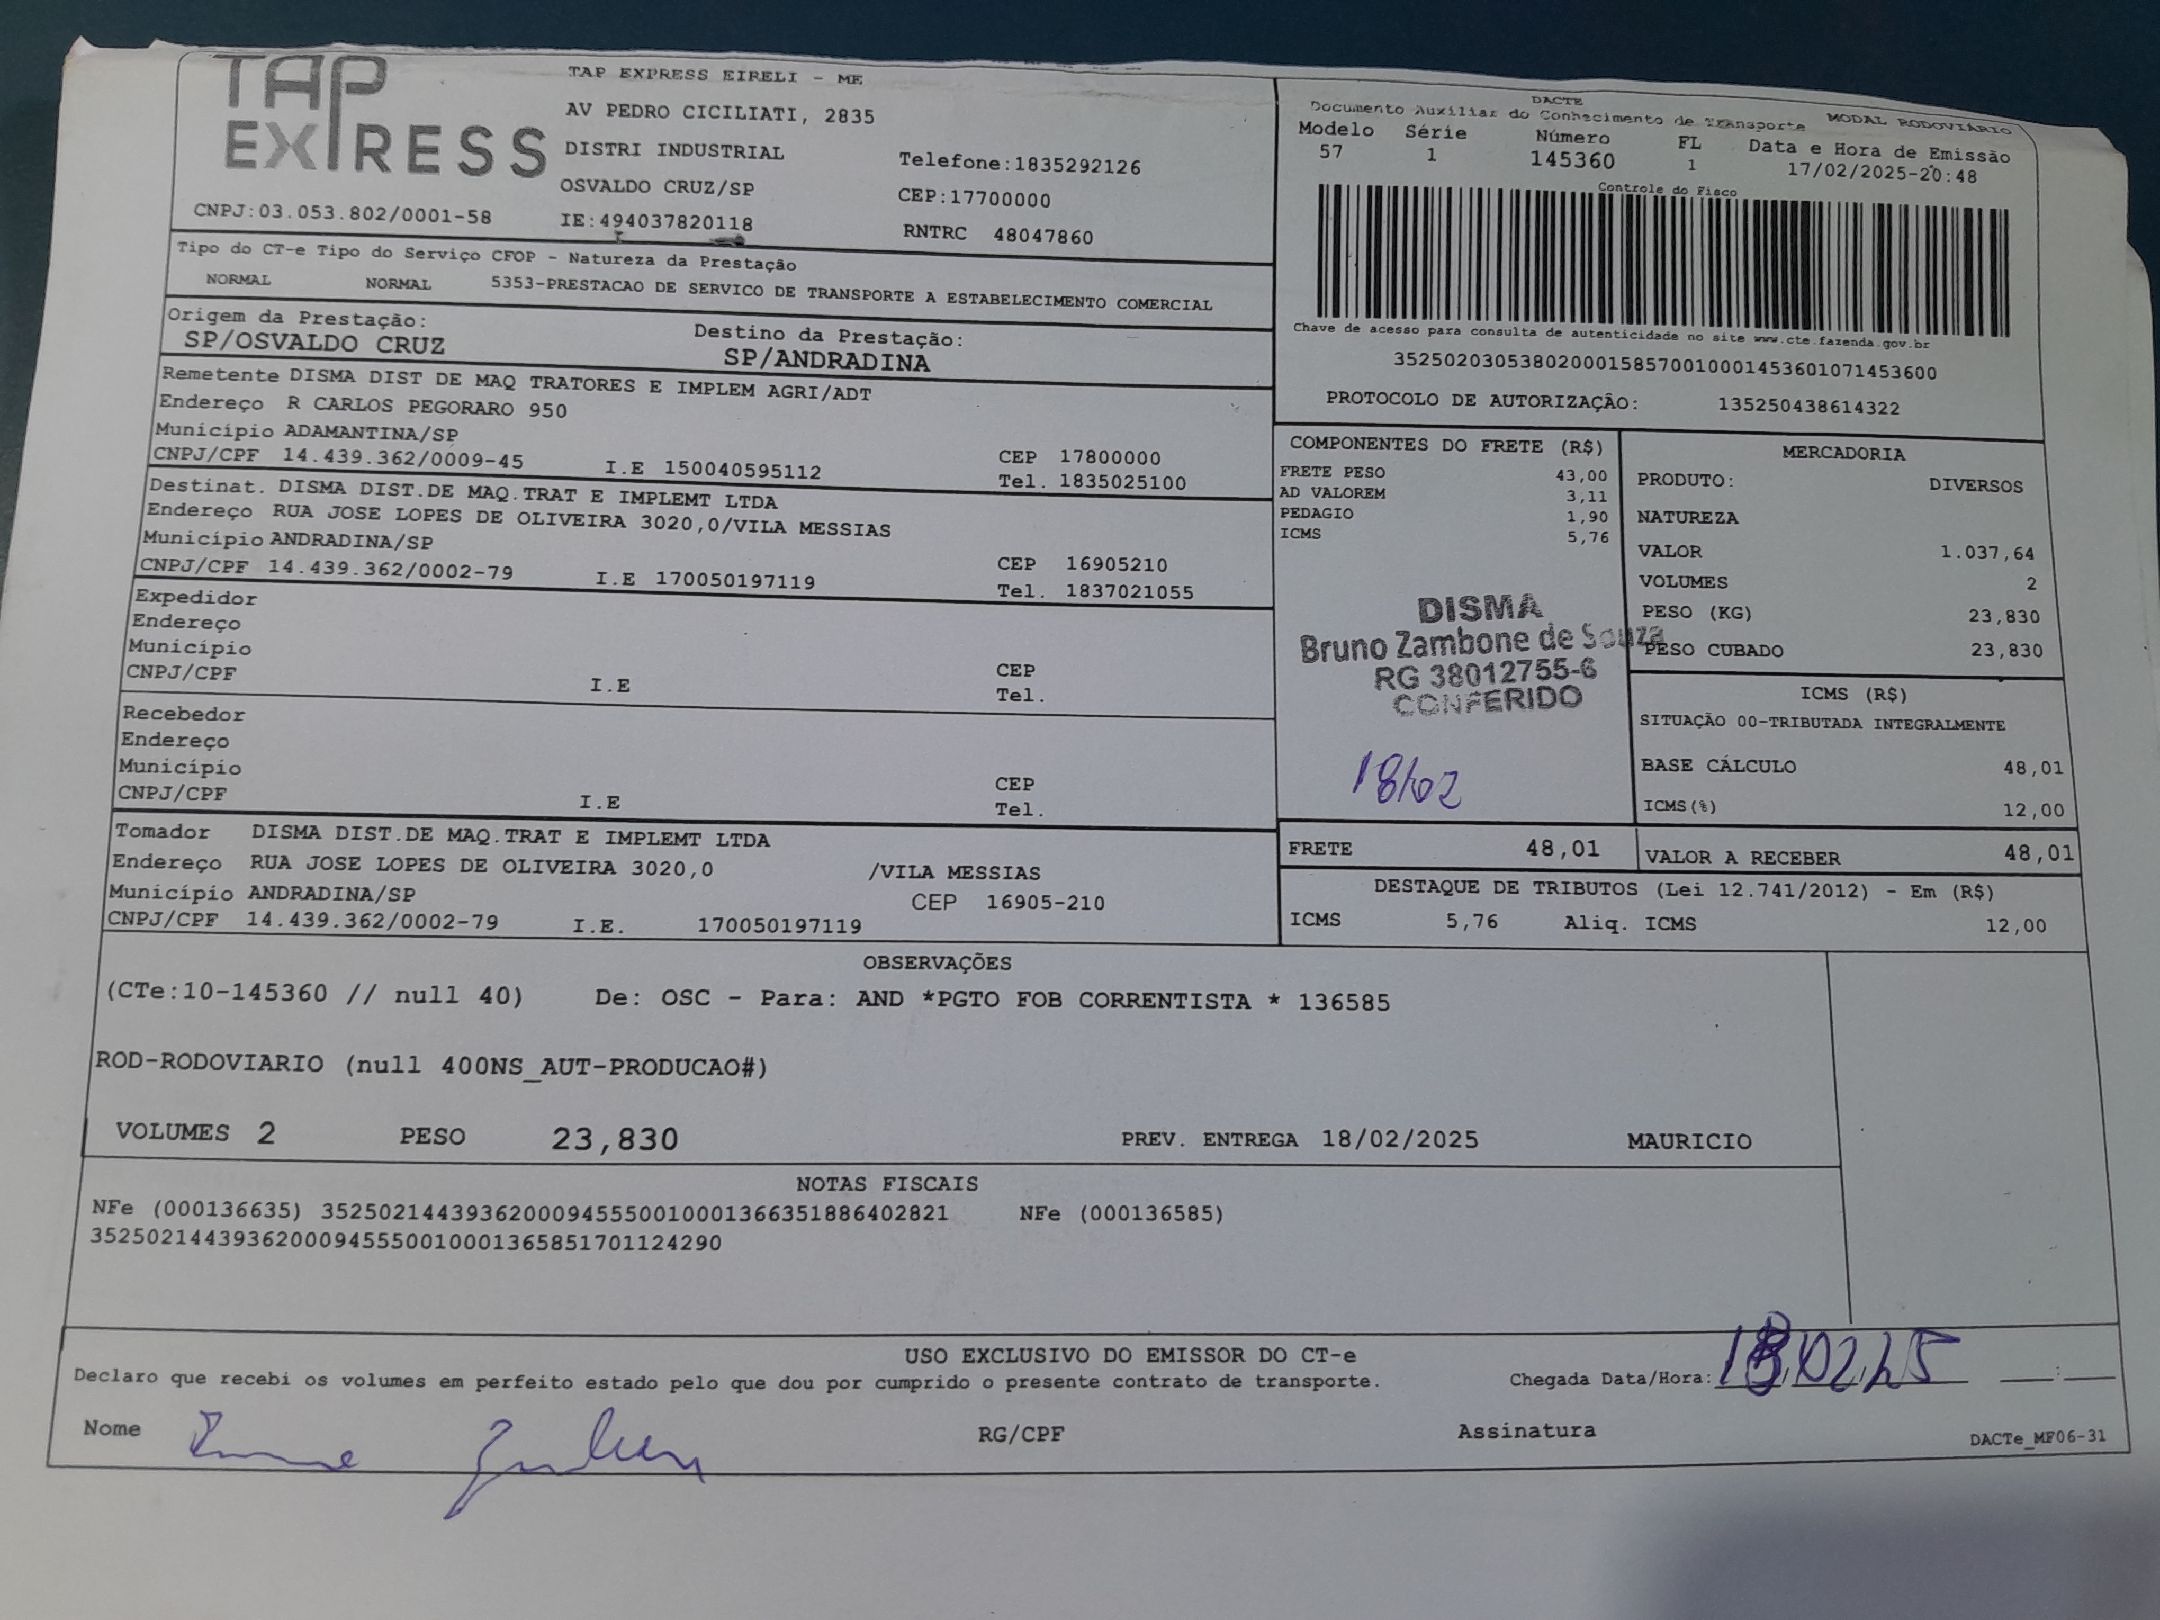 TAP EXPRESS
TAP EXPRESS EIRELI - ME
AV PEDRO CICILIATI, 2835
DISTRI INDUSTRIAL
Telefone:1835292126
OSVALDO CRUZ/SP
CEP:17700000
CNPJ:03.053.802/0001-58
IE:494037820118
RNTRC 48047860
DACTE
Documento Auxiliar do Conhecimento de Transporte MODAL RODOVIÁRIO
Modelo Série Número FL Data e Hora de Emissão
57 1 145360 1 17/02/2025-20:48
Controle do Fisco
Chave de acesso para consulta de autenticidade no site www.cte.fazenda.gov.br
35250203053802000158570010001453601071453600
PROTOCOLO DE AUTORIZAÇÃO: 135250438614322
Tipo do CT-e Tipo do Serviço CFOP - Natureza da Prestação
NORMAL NORMAL 5353-PRESTACAO DE SERVICO DE TRANSPORTE A ESTABELECIMENTO COMERCIAL
Origem da Prestação: Destino da Prestação:
SP/OSVALDO CRUZ SP/ANDRADINA
Remetente DISMA DIST DE MAQ TRATORES E IMPLEM AGRI/ADT
Endereço R CARLOS PEGORARO 950
Município ADAMANTINA/SP
CEP 17800000
CNPJ/CPF 14.439.362/0009-45 I.E 150040595112 Tel. 1835025100
Destinat. DISMA DIST.DE MAQ.TRAT E IMPLEMT LTDA
Endereço RUA JOSE LOPES DE OLIVEIRA 3020,0/VILA MESSIAS
Município ANDRADINA/SP
CEP 16905210
CNPJ/CPF 14.439.362/0002-79 I.E 170050197119 Tel. 1837021055
Expedidor
Endereço
Município
CEP
CNPJ/CPF I.E Tel.
Recebedor
Endereço
Município
CEP
CNPJ/CPF I.E Tel.
Tomador DISMA DIST.DE MAQ.TRAT E IMPLEMT LTDA
Endereço RUA JOSE LOPES DE OLIVEIRA 3020,0 /VILA MESSIAS
Município ANDRADINA/SP CEP 16905-210
CNPJ/CPF 14.439.362/0002-79 I.E. 170050197119
COMPONENTES DO FRETE (R$)
FRETE PESO 43,00
AD VALOREM 3,11
PEDAGIO 1,90
ICMS 5,76
DISMA
Bruno Zambone de Souza
RG 38012755-6
CONFERIDO
18/02
MERCADORIA
PRODUTO: DIVERSOS
NATUREZA
VALOR 1.037,64
VOLUMES 2
PESO (KG) 23,830
PESO CUBADO 23,830
ICMS (R$)
SITUAÇÃO 00-TRIBUTADA INTEGRALMENTE
BASE CÁLCULO 48,01
ICMS(%) 12,00
FRETE 48,01 VALOR A RECEBER 48,01
DESTAQUE DE TRIBUTOS (Lei 12.741/2012) - Em (R$)
ICMS 5,76 Aliq. ICMS 12,00
OBSERVAÇÕES
(CTe:10-145360 // null 40) De: OSC - Para: AND *PGTO FOB CORRENTISTA * 136585
ROD-RODOVIARIO (null 400NS_AUT-PRODUCAO#)
VOLUMES 2 PESO 23,830 PREV. ENTREGA 18/02/2025 MAURICIO
NOTAS FISCAIS
NFe (000136635) 35250214439362000945550010001366351886402821 NFe (000136585)
35250214439362000945550010001365851701124290
USO EXCLUSIVO DO EMISSOR DO CT-e
Declaro que recebi os volumes em perfeito estado pelo que dou por cumprido o presente contrato de transporte. Chegada Data/Hora: 18/02/25 __:__
Nome RG/CPF Assinatura DACTe_MF06-31